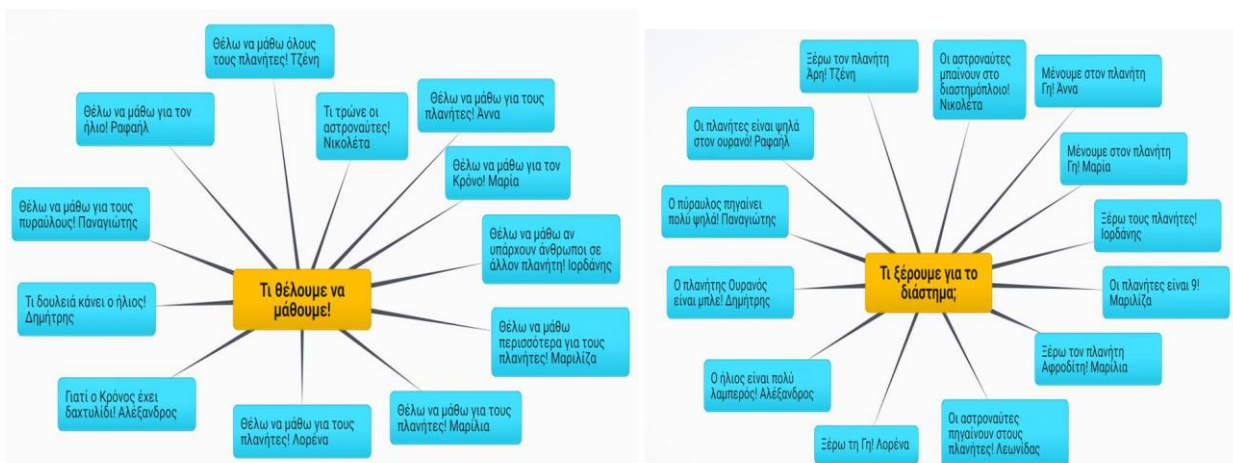 Θέλω να μάθω όλους
τους πλανήτες! Τζένη
Θέλω να μάθω για τον
ήλιο! Ραφαήλ
Τι τρώνε οι
αστροναύτες!
Νικολέτα
Θέλω να μάθω για τους
πλανήτες! Άννα
Θέλω να μάθω για τον
Κρόνο! Μαρία
Θέλω να μάθω για τους
πυραύλους! Παναγιώτης
Θέλω να μάθω αν
υπάρχουν άνθρωποι σε
άλλον πλανήτη! Ιορδάνης
Τι θέλουμε να
μάθουμε!
Τι δουλειά κάνει ο ήλιος!
Δημήτρης
Θέλω να μάθω
περισσότερα για τους
πλανήτες! Μαριλίζα
Γιατί ο Κρόνος έχει
δαχτυλίδι! Αλέξανδρος
Θέλω να μάθω για τους
πλανήτες! Λορένα
Θέλω να μάθω για τους
πλανήτες! Μαρίλια
Ξέρω τον πλανήτη
Άρη! Τζένη
Οι αστροναύτες
μπαίνουν στο
διαστημόπλοιο!
Νικολέτα
Μένουμε στον πλανήτη
Γη! Άννα
Οι πλανήτες είναι ψηλά
στον ουρανό! Ραφαήλ
Μένουμε στον πλανήτη
Γη! Μαρία
Ο πύραυλος πηγαίνει
πολύ ψηλά! Παναγιώτης
Ξέρω τους πλανήτες!
Ιορδάνης
Τι ξέρουμε για το
διάστημα;
Ο πλανήτης Ουρανός
είναι μπλε! Δημήτρης
Οι πλανήτες είναι 9!
Μαριλίζα
Ξέρω τον πλανήτη
Αφροδίτη! Μαρίλια
Ο ήλιος είναι πολύ
λαμπερός! Αλέξανδρος
Ξέρω τη Γη! Λορένα
Οι αστροναύτες
πηγαίνουν στους
πλανήτες! Λεωνίδας